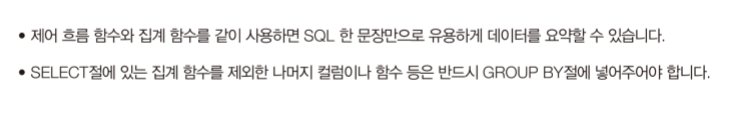 • 제어 흐름 함수와 집계 함수를 같이 사용하면 SQL 한 문장만으로 유용하게 데이터를 요약할 수 있습니다.
• SELECT절에 있는 집계 함수를 제외한 나머지 컬럼이나 함수 등은 반드시 GROUP BY절에 넣어주어야 합니다.